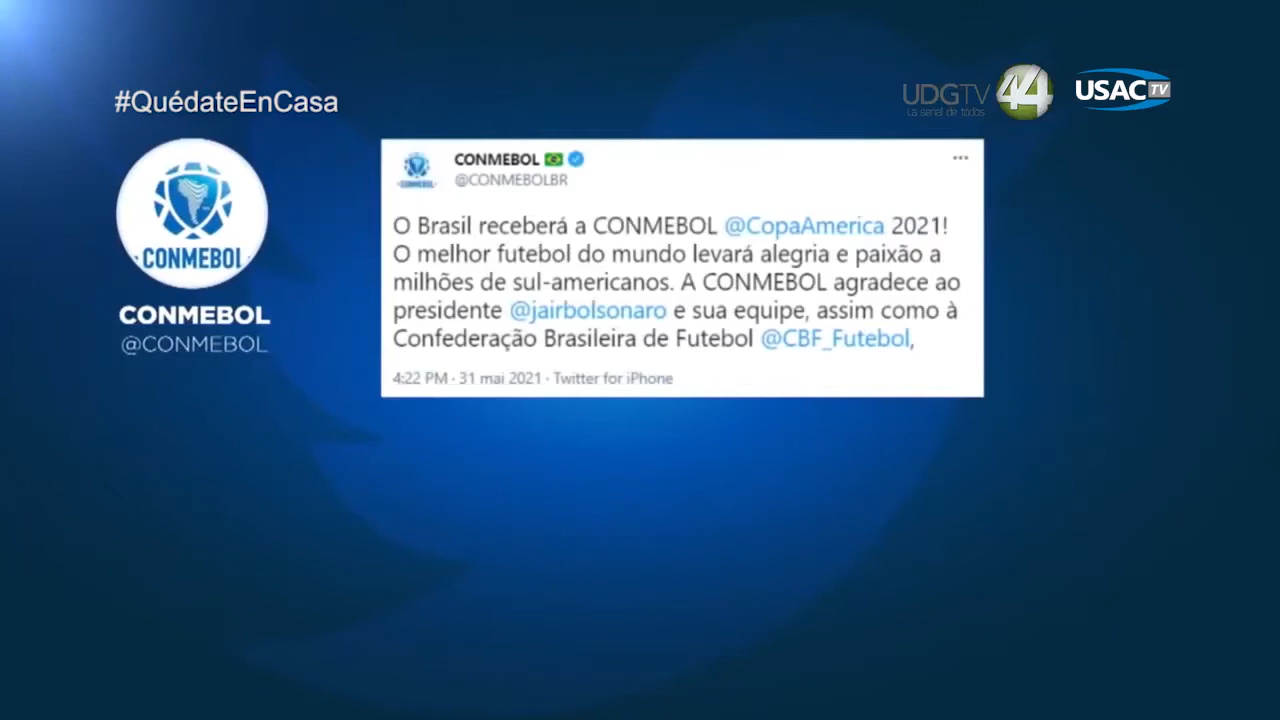 #QuédateEnCasa
UDGTV 44
La señal de todos
USAC TV
CONMEBOL
CONMEBOL
@CONMEBOL
CONMEBOL
@CONMEBOLBR
O Brasil receberá a CONMEBOL @CopaAmerica 2021!
O melhor futebol do mundo levará alegria e paixão a
milhões de sul-americanos. A CONMEBOL agradece ao
presidente @jairbolsonaro e sua equipe, assim como à
Confederação Brasileira de Futebol @CBF_Futebol,
4:22 PM · 31 mai 2021 · Twitter for iPhone